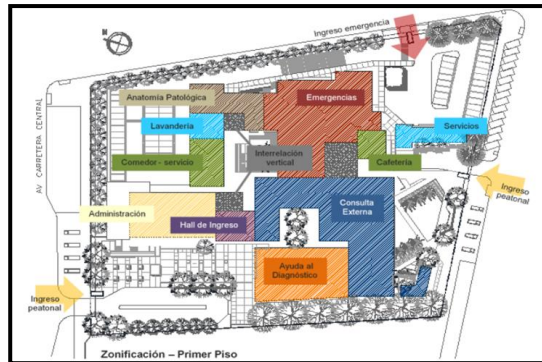 Ingreso emergencia
Anatomía Patológica
Emergencias
Lavandería
Servicios
Comedor - servicio
Interrelación
vertical
Cafetería
AV CARRETERA CENTRAL
Ingreso
peatonal
Administración
Consulta
Externa
Hall de Ingreso
Ayuda al
Diagnóstico
Ingreso
peatonal
Zonificación – Primer Piso